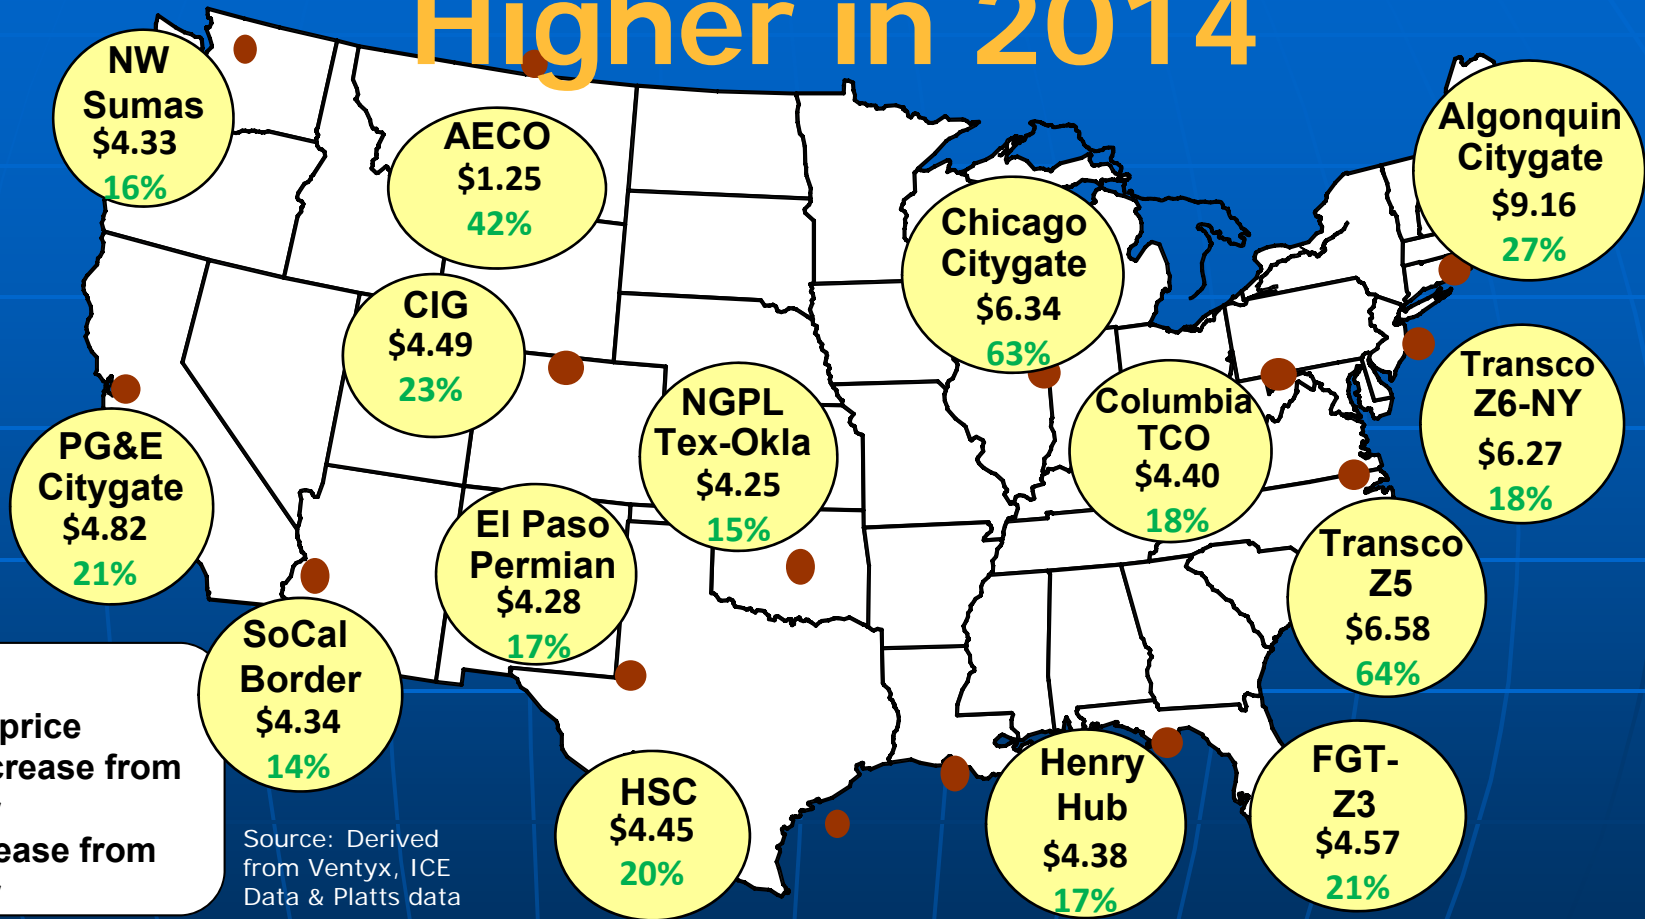 Higher in 2014
NW
Sumas
$4.33
16%
AECO
$1.25
42%
Algonquin
Citygate
$9.16
27%
Chicago
Citygate
$6.34
63%
CIG
$4.49
23%
Transco
Z6-NY
$6.27
18%
NGPL
Tex-Okla
$4.25
15%
Columbia
TCO
$4.40
18%
PG&E
Citygate
$4.82
21%
El Paso
Permian
$4.28
17%
Transco
Z5
$6.58
64%
SoCal
Border
$4.34
14%
HSC
$4.45
20%
Henry
Hub
$4.38
17%
FGT-
Z3
$4.57
21%
price
crease from
ease from
Source: Derived
from Ventyx, ICE
Data & Platts data